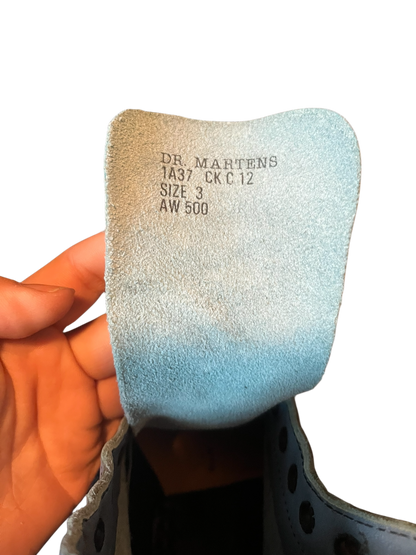 DR. MARTENS
1A37 CK C 12
SIZE 3
AW 500